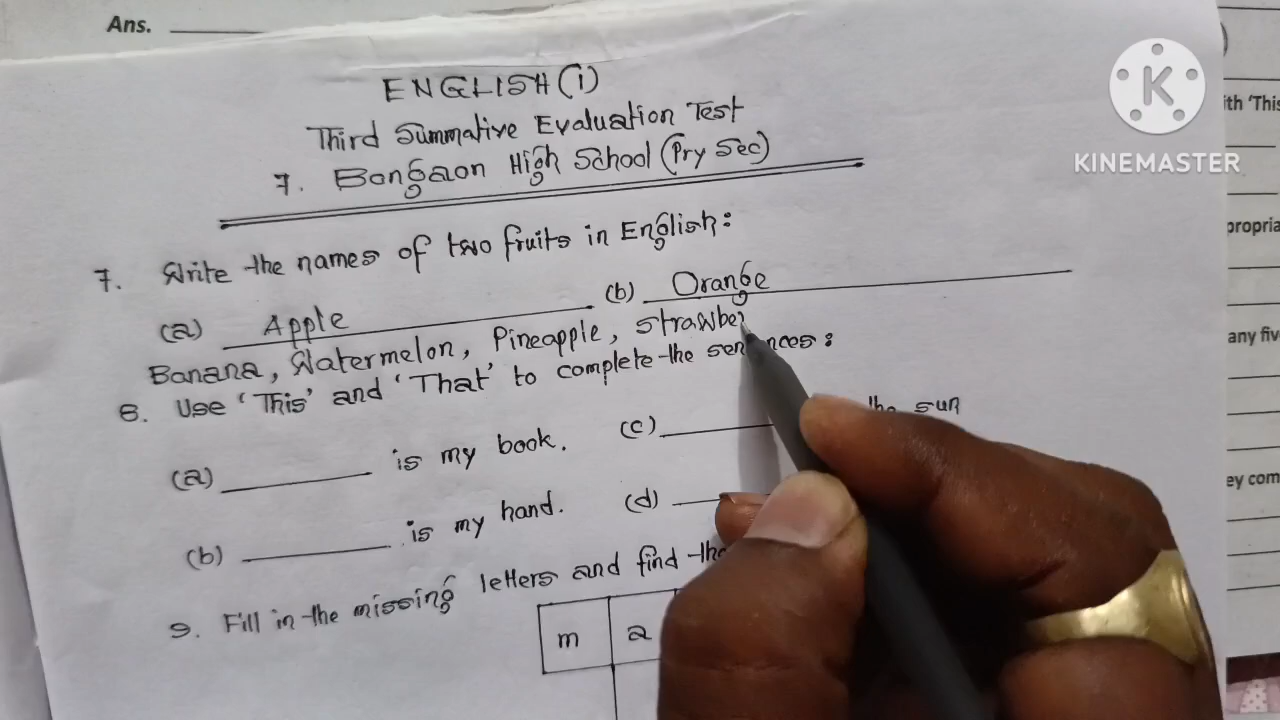 Ans.
ENGLISH (i)
Third Summative Evaluation Test
7. Bongaon High School (Pry Sec)
7. Write the names of two fruits in English:
(a) Apple (b) Orange
Banana, Watermelon, Pineapple, Strawber
8. Use 'This' and 'That' to complete the sentences:
(a) is my book. (c) the sun
(b) is my hand. (d)
9. Fill in the missing letters and find the
m a
KINEMASTER
ith 'This
propria
any fiv
ey com